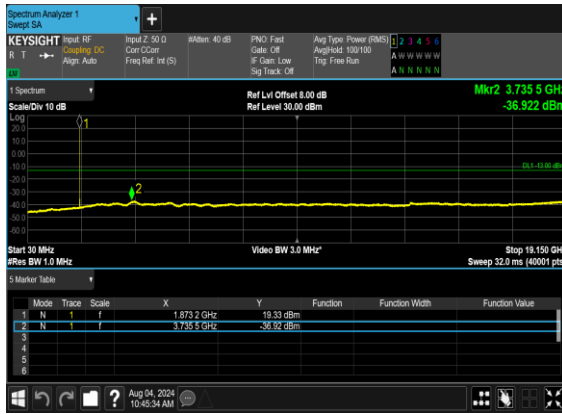 Spectrum Analyzer 1
Swept SA
+
KEYSIGHT Input: RF Input Z: 50 Ω #Atten: 40 dB PNO: Fast Avg Type: Power (RMS) 1 2 3 4 5 6
R T Coupling: DC Corr CCorr Gate: Off Avg|Hold: 100/100 A W W W W W
Align: Auto Freq Ref: Int (S) IF Gain: Low Trig: Free Run
Sig Track: Off A N N N N N
1 Spectrum Ref Lvl Offset 8.00 dB Mkr2 3.735 5 GHz
Scale/Div 10 dB Ref Level 30.00 dBm -36.922 dBm
Log
20.0
10.0
0.00
-10.0
-20.0
-30.0
-40.0
-50.0
-60.0
1
2
DL1 -13.00 dBm
Start 30 MHz Video BW 3.0 MHz* Stop 19.150 GHz
#Res BW 1.0 MHz Sweep 32.0 ms (40001 pts)
5 Marker Table
Mode Trace Scale X Y Function Function Width Function Value
1 N 1 f 1.873 2 GHz 19.33 dBm
2 N 1 f 3.735 5 GHz -36.92 dBm
3
4
5
6
? Aug 04, 2024
10:45:34 AM